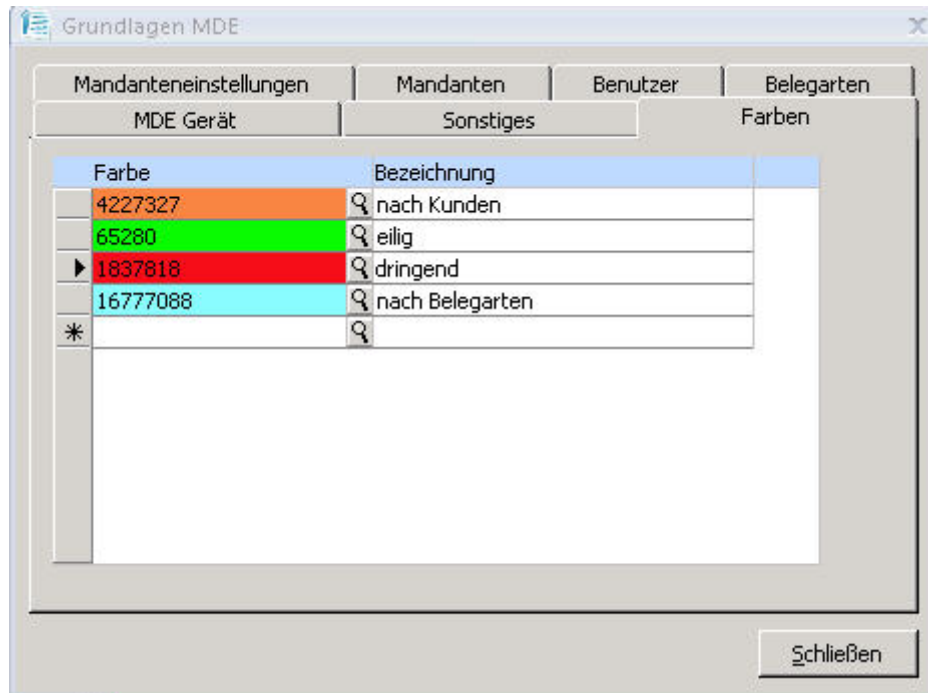 Grundlagen MDE
Mandanteneinstellungen Mandanten Benutzer Belegarten
MDE Gerät Sonstiges Farben
Farbe Bezeichnung
4227327 nach Kunden
65280 eilig
1837818 dringend
16777088 nach Belegarten
Schließen